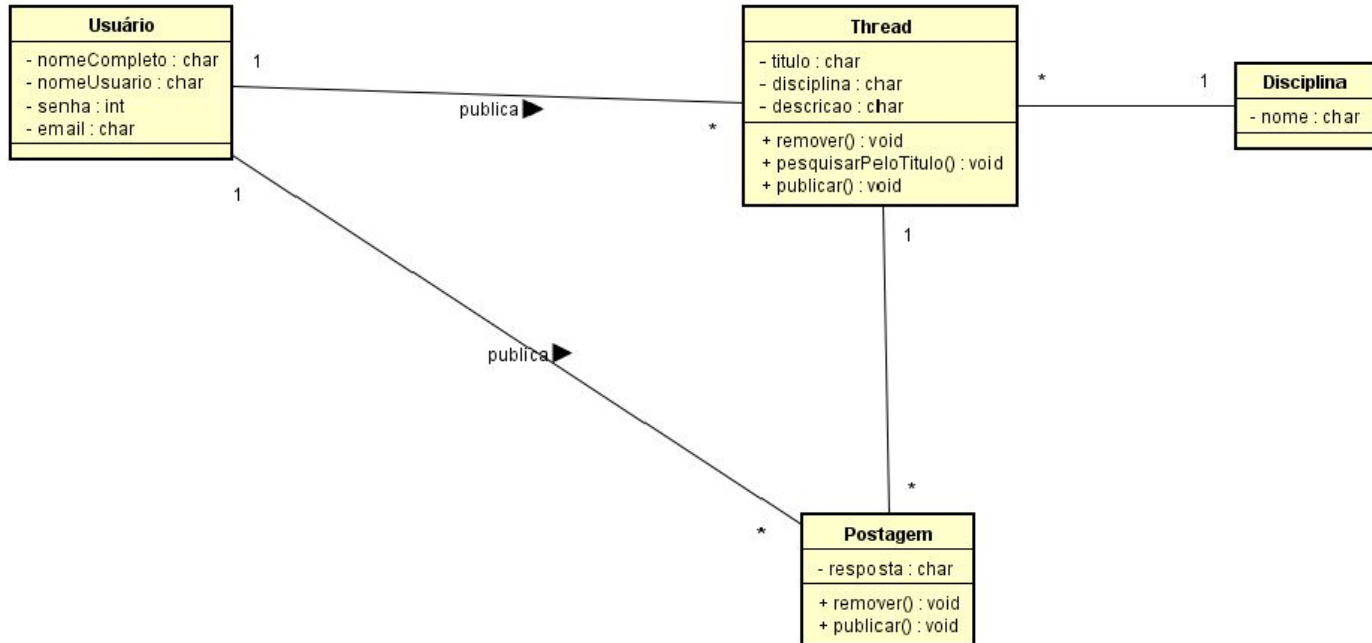 Usuário
- nomeCompleto : char
- nomeUsuario : char
- senha : int
- email : char
1
publica
*
Thread
- titulo : char
- disciplina : char
- descricao : char
+ remover() : void
+ pesquisarPeloTitulo() : void
+ publicar() : void
*
1
Disciplina
- nome : char
1
publica
*
1
*
Postagem
- resposta : char
+ remover() : void
+ publicar() : void